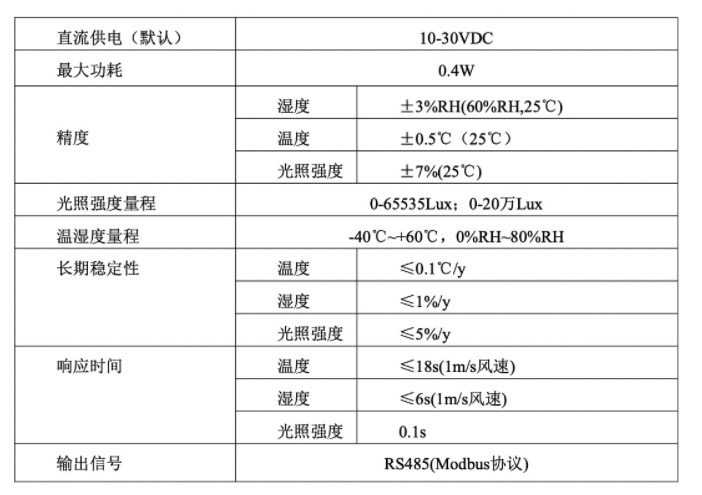 直流供电（默认） 10-30VDC
最大功耗 0.4W
精度 湿度 ±3%RH(60%RH,25℃)
温度 ±0.5℃（25℃）
光照强度 ±7%(25℃)
光照强度量程 0-65535Lux；0-20万Lux
温湿度量程 -40℃~+60℃，0%RH~80%RH
长期稳定性 温度 ≤0.1℃/y
湿度 ≤1%/y
光照强度 ≤5%/y
响应时间 温度 ≤18s(1m/s风速)
湿度 ≤6s(1m/s风速)
光照强度 0.1s
输出信号 RS485(Modbus协议)